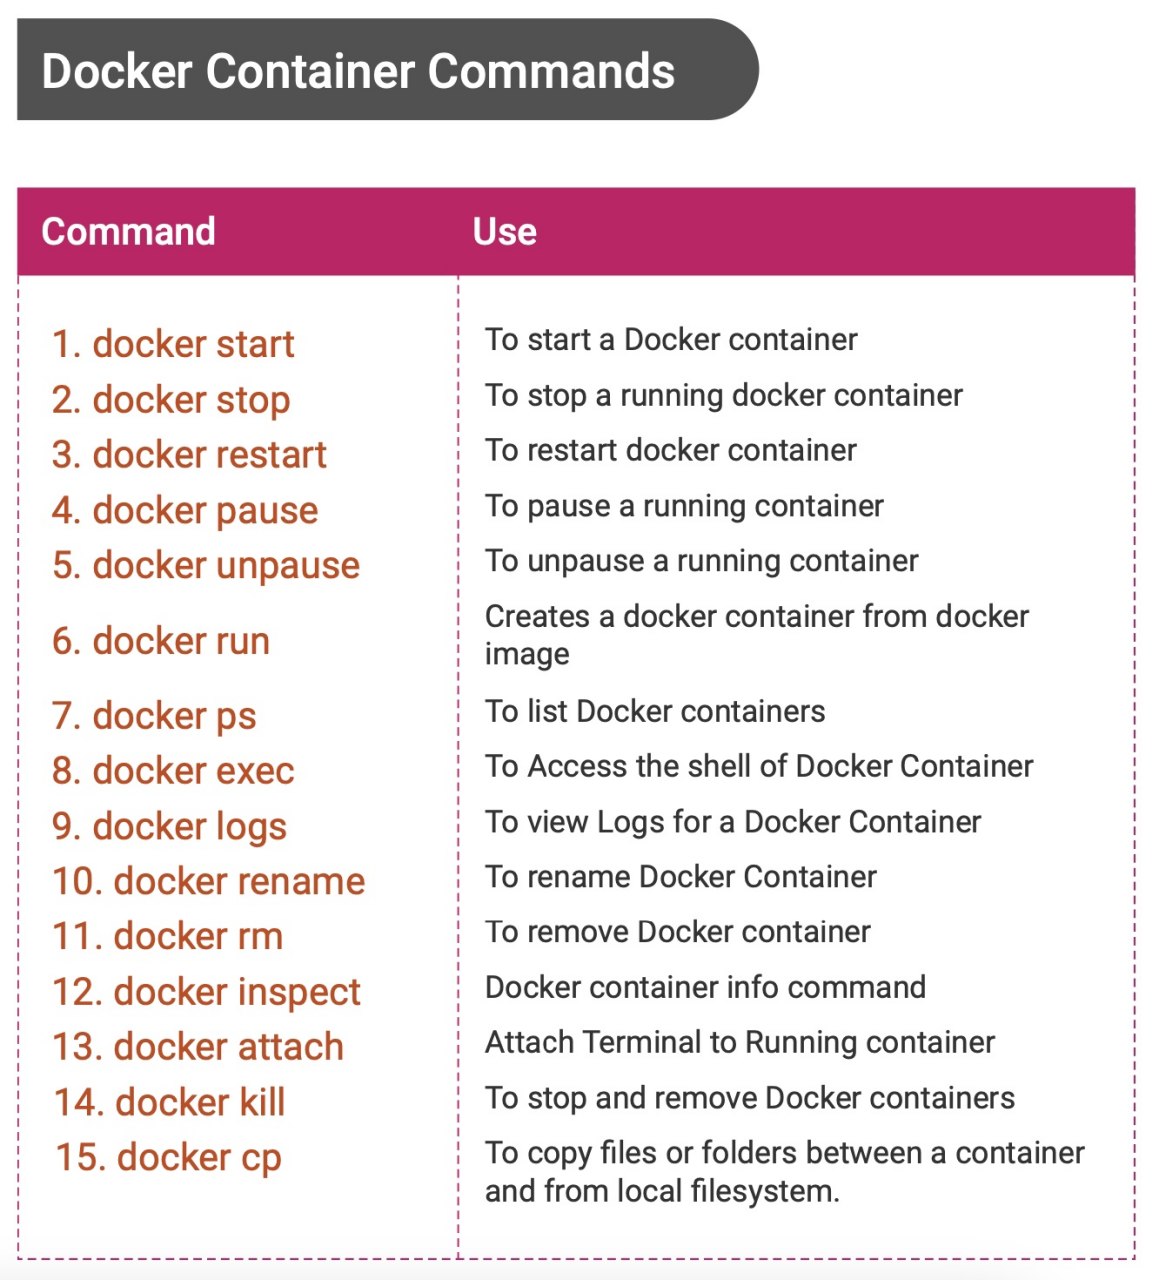 Docker Container Commands
Command Use
1. docker start To start a Docker container
2. docker stop To stop a running docker container
3. docker restart To restart docker container
4. docker pause To pause a running container
5. docker unpause To unpause a running container
6. docker run Creates a docker container from docker
image
7. docker ps To list Docker containers
8. docker exec To Access the shell of Docker Container
9. docker logs To view Logs for a Docker Container
10. docker rename To rename Docker Container
11. docker rm To remove Docker container
12. docker inspect Docker container info command
13. docker attach Attach Terminal to Running container
14. docker kill To stop and remove Docker containers
15. docker cp To copy files or folders between a container
and from local filesystem.